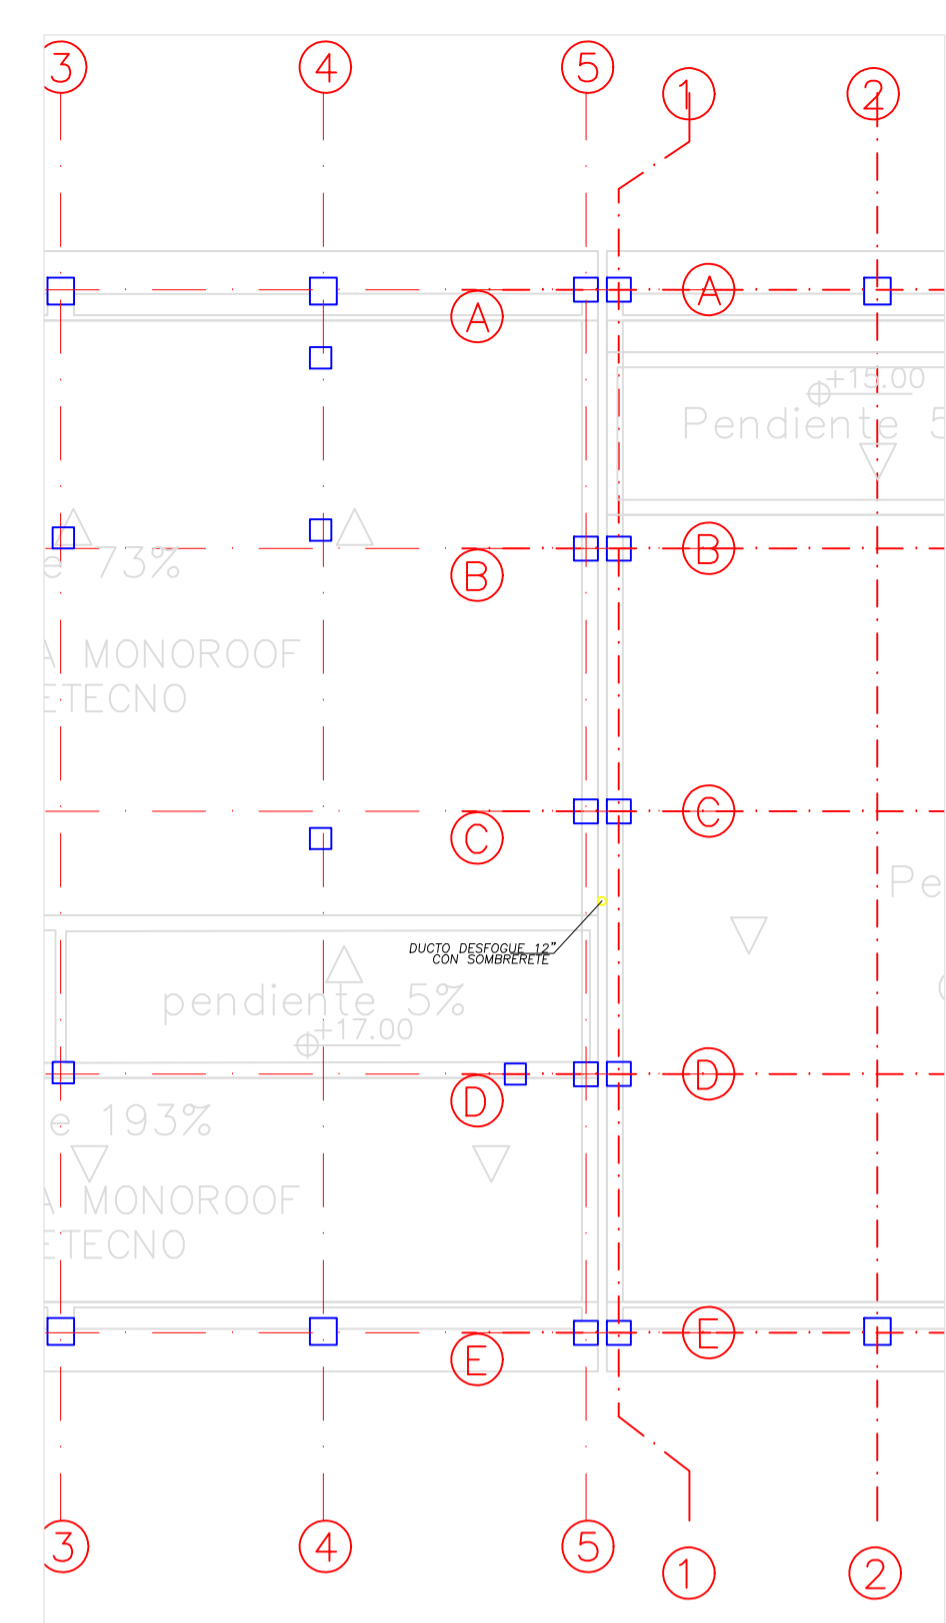 3 4 5 1 2
A A
+15.00
Pendiente 5
B B
e 73%
A MONOROOF
ETECNO
C C
Pe
DUCTO DESFOGUE 12"
CON SOMBRERETE
pendiente 5%
+17.00
D D
e 193%
A MONOROOF
ETECNO
E E
3 4 5 1 2